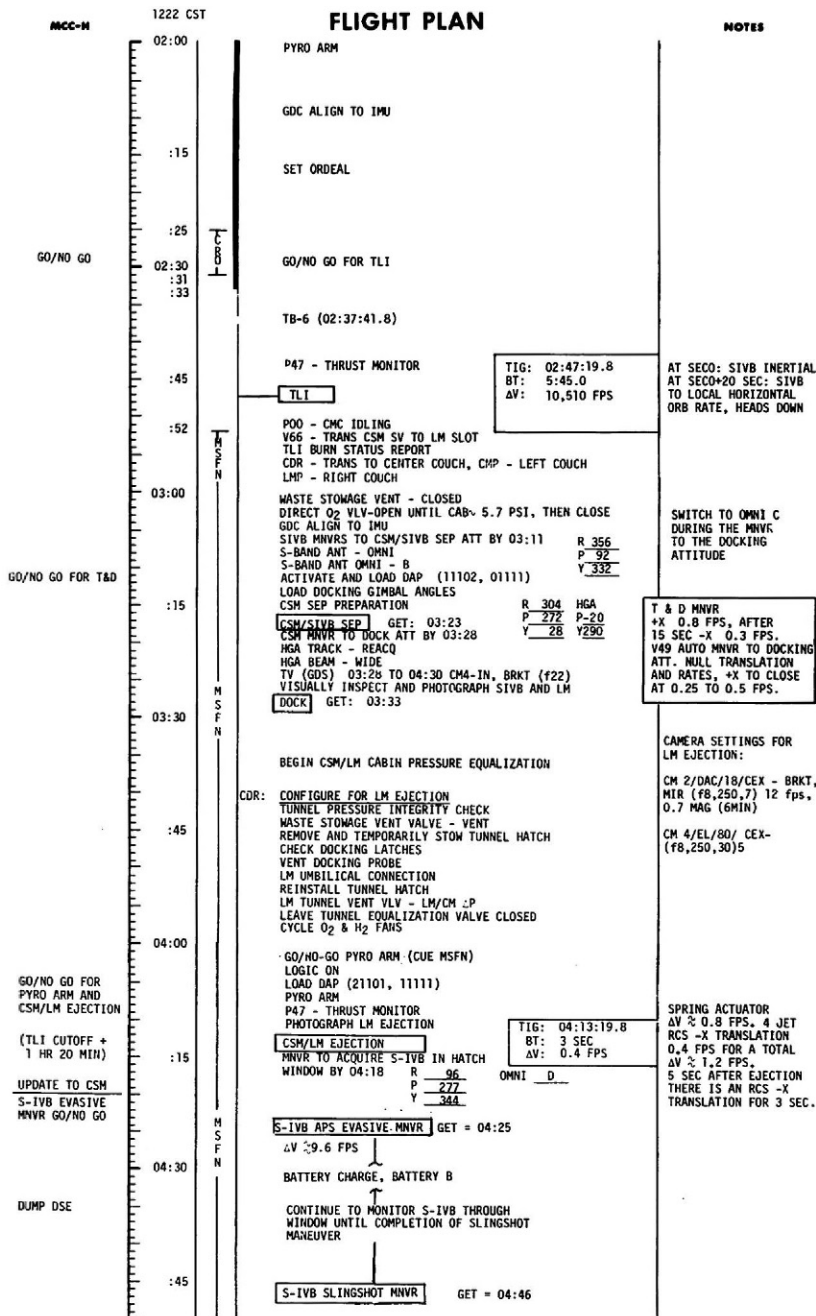 1222 CST
MCC-H
FLIGHT PLAN
NOTES
02:00
PYRO ARM
GDC ALIGN TO IMU
:15
SET ORDEAL
:25
CRO
GO/NO GO
02:30
GO/NO GO FOR TLI
:31
:33
TB-6 (02:37:41.8)
P47 - THRUST MONITOR
:45
TLI
TIG: 02:47:19.8
BT: 5:45.0
ΔV: 10,510 FPS
AT SECO: SIVB INERTIAL
AT SECO+20 SEC: SIVB
TO LOCAL HORIZONTAL
ORB RATE, HEADS DOWN
:52
MSFN
POO - CMC IDLING
V66 - TRANS CSM SV TO LM SLOT
TLI BURN STATUS REPORT
CDR - TRANS TO CENTER COUCH, CMP - LEFT COUCH
LMP - RIGHT COUCH
03:00
WASTE STOWAGE VENT - CLOSED
DIRECT O2 VLV-OPEN UNTIL CAB~ 5.7 PSI, THEN CLOSE
GDC ALIGN TO IMU
SIVB MNVRS TO CSM/SIVB SEP ATT BY 03:11
R 356
S-BAND ANT - OMNI
P 92
S-BAND ANT OMNI - B
Y 332
ACTIVATE AND LOAD DAP (11102, 01111)
LOAD DOCKING GIMBAL ANGLES
SWITCH TO OMNI C
DURING THE MNVR
TO THE DOCKING
ATTITUDE
GO/NO GO FOR T&D
:15
CSM SEP PREPARATION
R 304 HGA
CSM/SIVB SEP GET: 03:23
P 272 P-20
CSM MNVR TO DOCK ATT BY 03:28
Y 28 Y290
HGA TRACK - REACQ
HGA BEAM - WIDE
TV (GDS) 03:28 TO 04:30 CM4-IN, BRKT (f22)
VISUALLY INSPECT AND PHOTOGRAPH SIVB AND LM
DOCK GET: 03:33
T & D MNVR
+X 0.8 FPS, AFTER
15 SEC -X 0.3 FPS.
V49 AUTO MNVR TO DOCKING
ATT. NULL TRANSLATION
AND RATES, +X TO CLOSE
AT 0.25 TO 0.5 FPS.
MSFN
03:30
BEGIN CSM/LM CABIN PRESSURE EQUALIZATION
CDR: CONFIGURE FOR LM EJECTION
TUNNEL PRESSURE INTEGRITY CHECK
:45
WASTE STOWAGE VENT VALVE - VENT
REMOVE AND TEMPORARILY STOW TUNNEL HATCH
CHECK DOCKING LATCHES
VENT DOCKING PROBE
LM UMBILICAL CONNECTION
REINSTALL TUNNEL HATCH
LM TUNNEL VENT VLV - LM/CM ΔP
LEAVE TUNNEL EQUALIZATION VALVE CLOSED
CYCLE O2 & H2 FANS
CAMERA SETTINGS FOR
LM EJECTION:
CM 2/DAC/18/CEX - BRKT,
MIR (f8,250,7) 12 fps,
0.7 MAG (6MIN)
CM 4/EL/80/ CEX-
(f8,250,30)5
04:00
GO/NO-GO PYRO ARM (CUE MSFN)
LOGIC ON
LOAD DAP (21101, 11111)
PYRO ARM
P47 - THRUST MONITOR
PHOTOGRAPH LM EJECTION
GO/NO GO FOR
PYRO ARM AND
CSM/LM EJECTION
(TLI CUTOFF +
1 HR 20 MIN)
:15
CSM/LM EJECTION
TIG: 04:13:19.8
BT: 3 SEC
ΔV: 0.4 FPS
MNVR TO ACQUIRE S-IVB IN HATCH
WINDOW BY 04:18
R 96
P 277
Y 344
OMNI D
SPRING ACTUATOR
ΔV ≈ 0.8 FPS. 4 JET
RCS -X TRANSLATION
0.4 FPS FOR A TOTAL
ΔV ≈ 1.2 FPS.
5 SEC AFTER EJECTION
THERE IS AN RCS -X
TRANSLATION FOR 3 SEC.
UPDATE TO CSM
S-IVB EVASIVE
MNVR GO/NO GO
MSFN
S-IVB APS EVASIVE MNVR GET = 04:25
ΔV ≈9.6 FPS
04:30
BATTERY CHARGE, BATTERY B
DUMP DSE
CONTINUE TO MONITOR S-IVB THROUGH
WINDOW UNTIL COMPLETION OF SLINGSHOT
MANEUVER
:45
S-IVB SLINGSHOT MNVR GET = 04:46